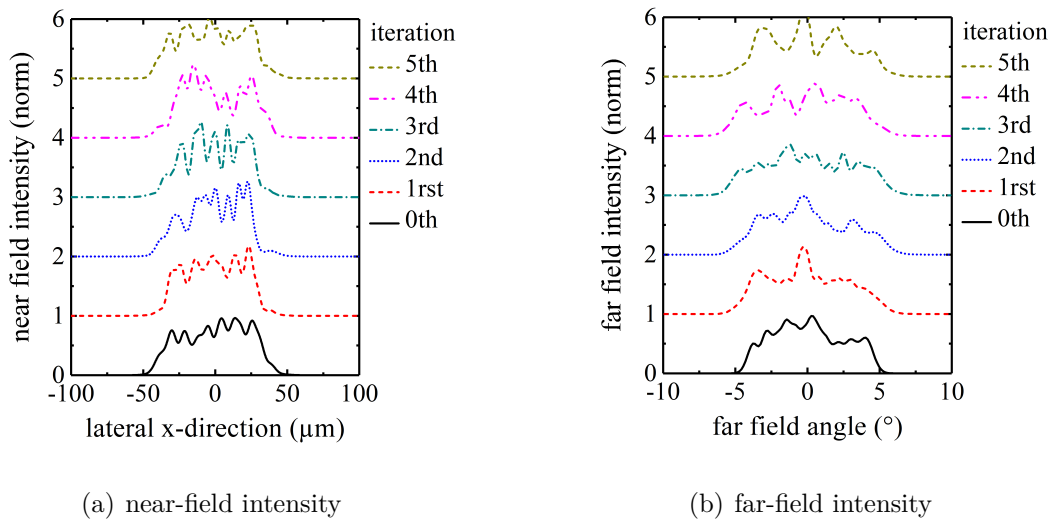 near field intensity (norm)
6
5
4
3
2
1
0
-100
-50
0
50
100
lateral x-direction (µm)
iteration
5th
4th
3rd
2nd
1rst
0th
(a) near-field intensity
far field intensity (norm)
6
5
4
3
2
1
0
-10
-5
0
5
10
far field angle (°)
iteration
5th
4th
3rd
2nd
1rst
0th
(b) far-field intensity